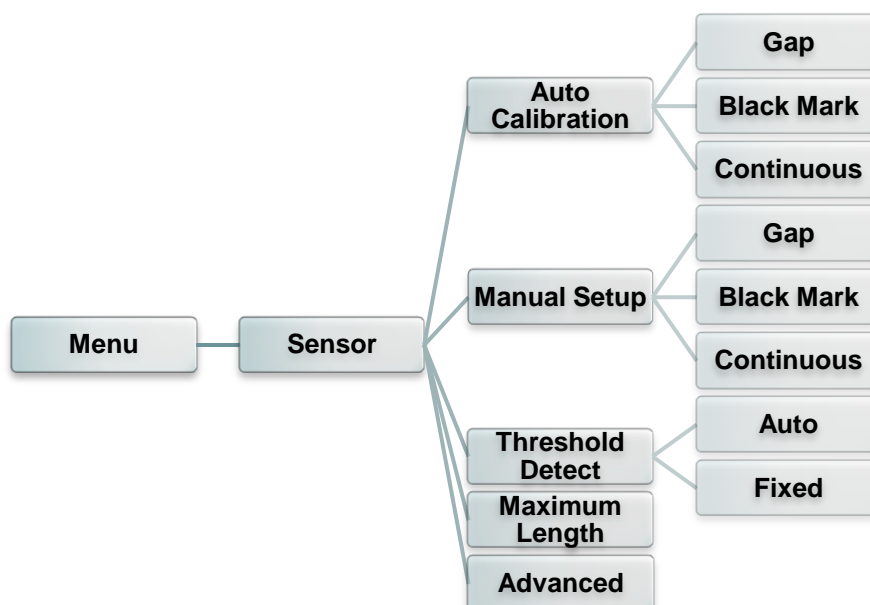 Menu
Sensor
Auto
Calibration
Gap
Black Mark
Continuous
Manual Setup
Gap
Black Mark
Continuous
Threshold
Detect
Auto
Fixed
Maximum
Length
Advanced